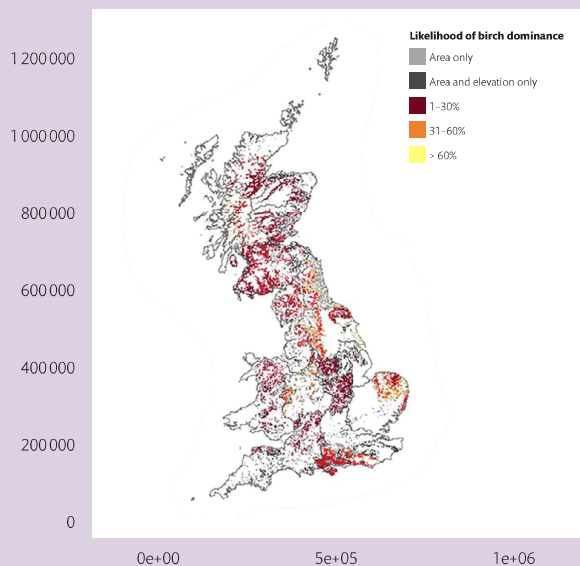 Likelihood of birch dominance
Area only
Area and elevation only
1–30%
31–60%
> 60%
1 200 000
1 000 000
800 000
600 000
400 000
200 000
0
0e+00 5e+05 1e+06